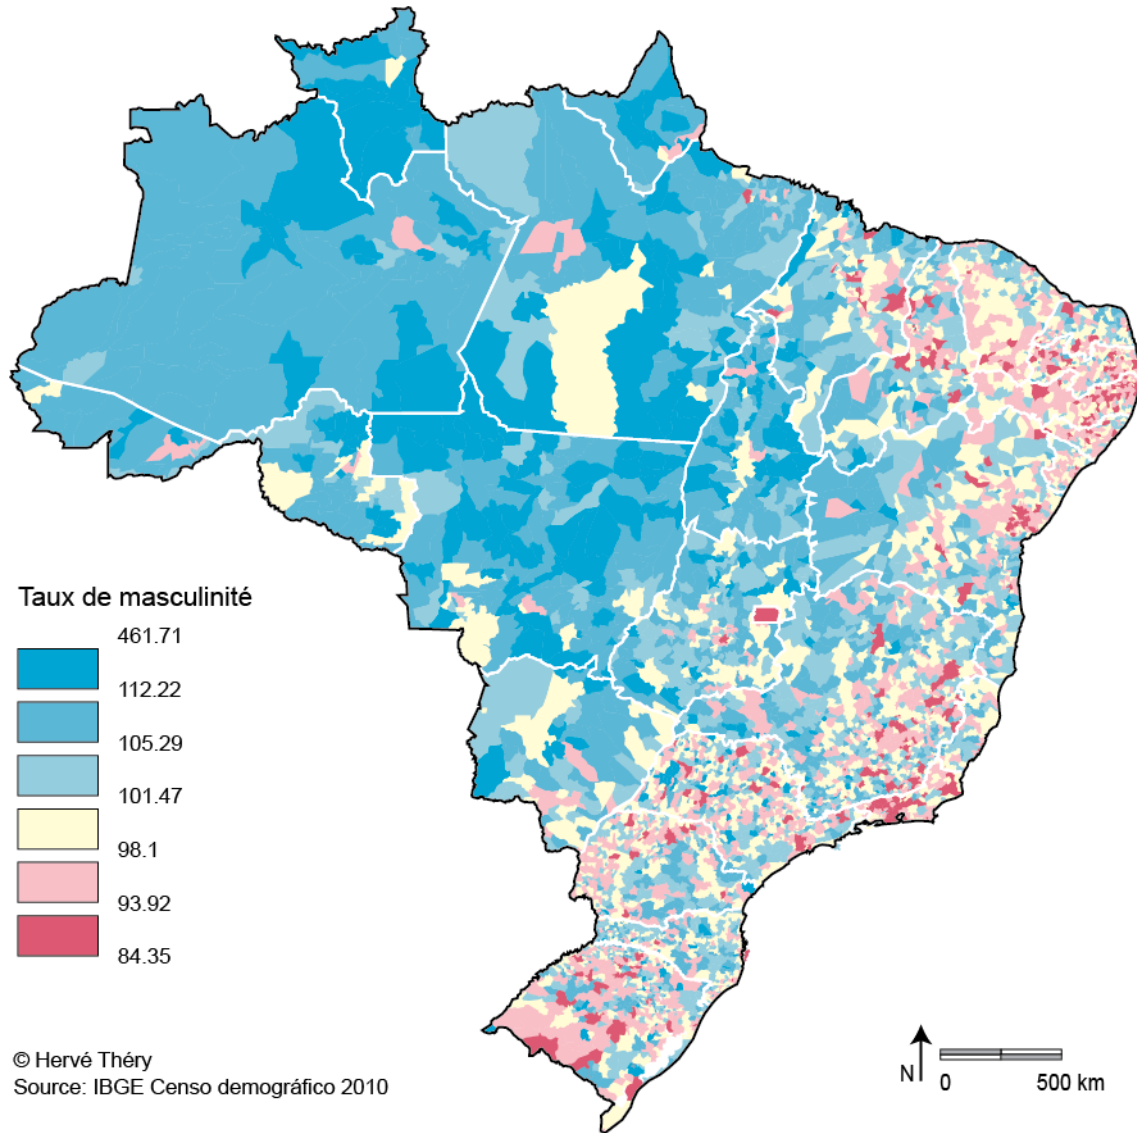 Taux de masculinité
461.71
112.22
105.29
101.47
98.1
93.92
84.35
© Hervé Théry
Source: IBGE Censo demográfico 2010
N
0 500 km